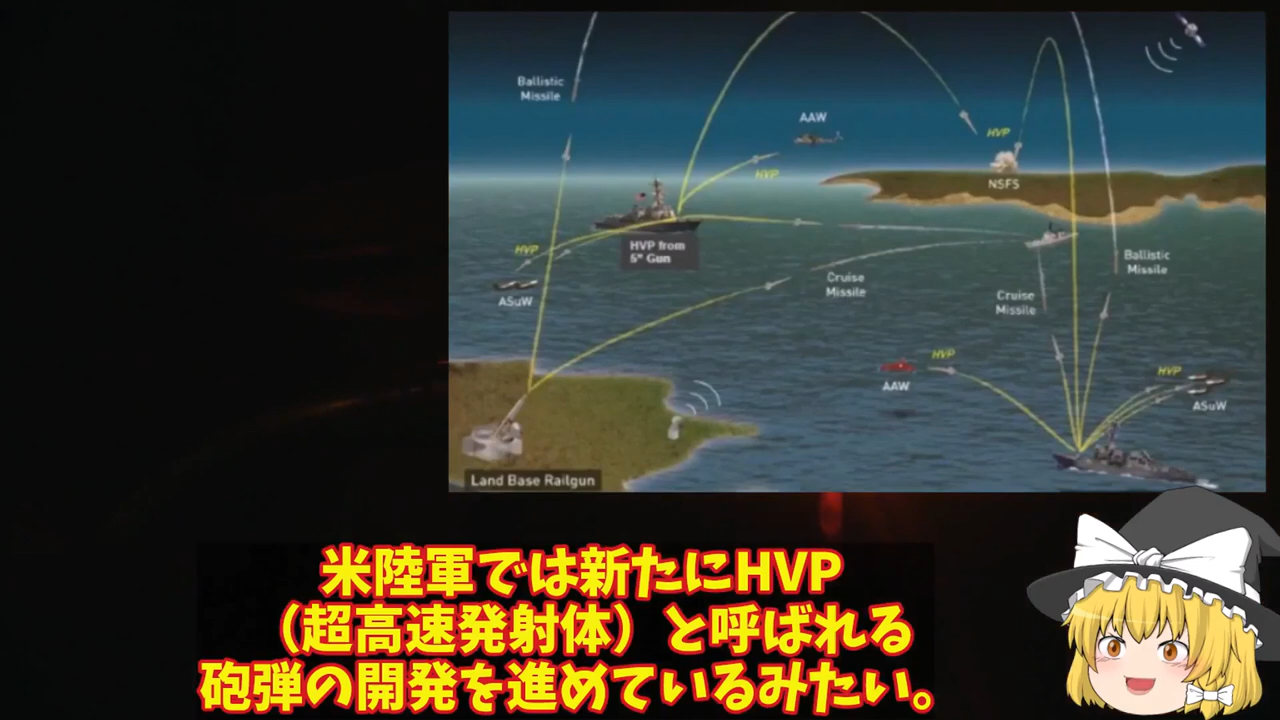 Ballistic
Missile
AAW
HVP
NSFS
HVP
HVP from
5" Gun
HVP
ASuW
Cruise
Missile
Cruise
Missile
Ballistic
Missile
HVP
AAW
HVP
ASuW
Land Base Railgun
米陸軍では新たにHVP
（超高速発射体）と呼ばれる
砲弾の開発を進めているみたい。